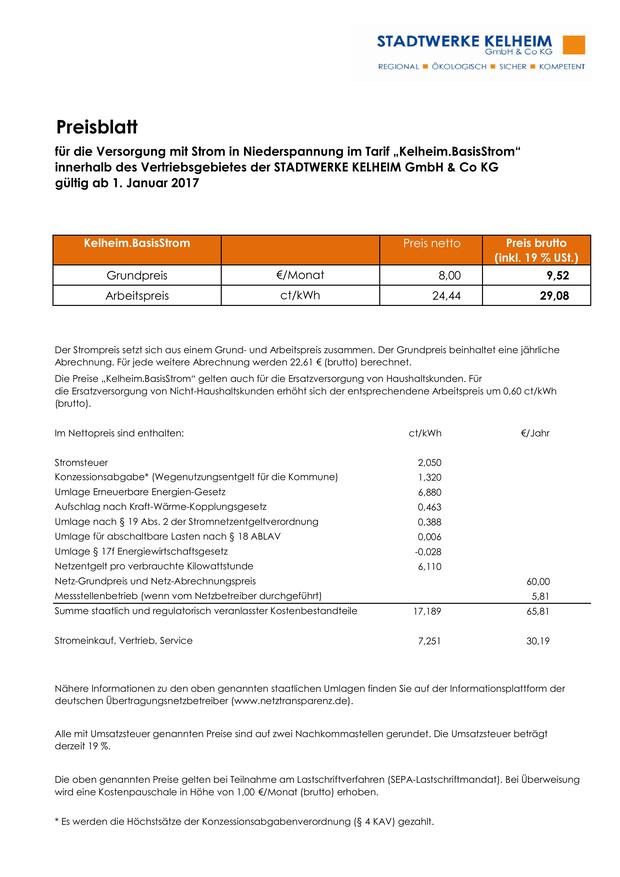 STADTWERKE KELHEIM
GmbH & Co KG
REGIONAL ■ ÖKOLOGISCH ■ SICHER ■ KOMPETENT
Preisblatt
für die Versorgung mit Strom in Niederspannung im Tarif „Kelheim.BasisStrom“
innerhalb des Vertriebsgebietes der STADTWERKE KELHEIM GmbH & Co KG
gültig ab 1. Januar 2017
Kelheim.BasisStrom Preis netto Preis brutto
(inkl. 19 % USt.)
Grundpreis €/Monat 8,00 9,52
Arbeitspreis ct/kWh 24,44 29,08
Der Strompreis setzt sich aus einem Grund- und Arbeitspreis zusammen. Der Grundpreis beinhaltet eine jährliche
Abrechnung. Für jede weitere Abrechnung werden 22,61 € (brutto) berechnet.
Die Preise „Kelheim.BasisStrom“ gelten auch für die Ersatzversorgung von Haushaltskunden. Für
die Ersatzversorgung von Nicht-Haushaltskunden erhöht sich der entsprechendene Arbeitspreis um 0,60 ct/kWh
(brutto).
Im Nettopreis sind enthalten: ct/kWh €/Jahr
Stromsteuer 2,050
Konzessionsabgabe* (Wegenutzungsentgelt für die Kommune) 1,320
Umlage Erneuerbare Energien-Gesetz 6,880
Aufschlag nach Kraft-Wärme-Kopplungsgesetz 0,463
Umlage nach § 19 Abs. 2 der Stromnetzentgeltverordnung 0,388
Umlage für abschaltbare Lasten nach § 18 ABLAV 0,006
Umlage § 17f Energiewirtschaftsgesetz -0,028
Netzentgelt pro verbrauchte Kilowattstunde 6,110
Netz-Grundpreis und Netz-Abrechnungspreis 60,00
Messstellenbetrieb (wenn vom Netzbetreiber durchgeführt) 5,81
Summe staatlich und regulatorisch veranlasster Kostenbestandteile 17,189 65,81
Stromeinkauf, Vertrieb, Service 7,251 30,19
Nähere Informationen zu den oben genannten staatlichen Umlagen finden Sie auf der Informationsplattform der
deutschen Übertragungsnetzbetreiber (www.netztransparenz.de).
Alle mit Umsatzsteuer genannten Preise sind auf zwei Nachkommastellen gerundet. Die Umsatzsteuer beträgt
derzeit 19 %.
Die oben genannten Preise gelten bei Teilnahme am Lastschriftverfahren (SEPA-Lastschriftmandat). Bei Überweisung
wird eine Kostenpauschale in Höhe von 1,00 €/Monat (brutto) erhoben.
* Es werden die Höchstsätze der Konzessionsabgabenverordnung (§ 4 KAV) gezahlt.